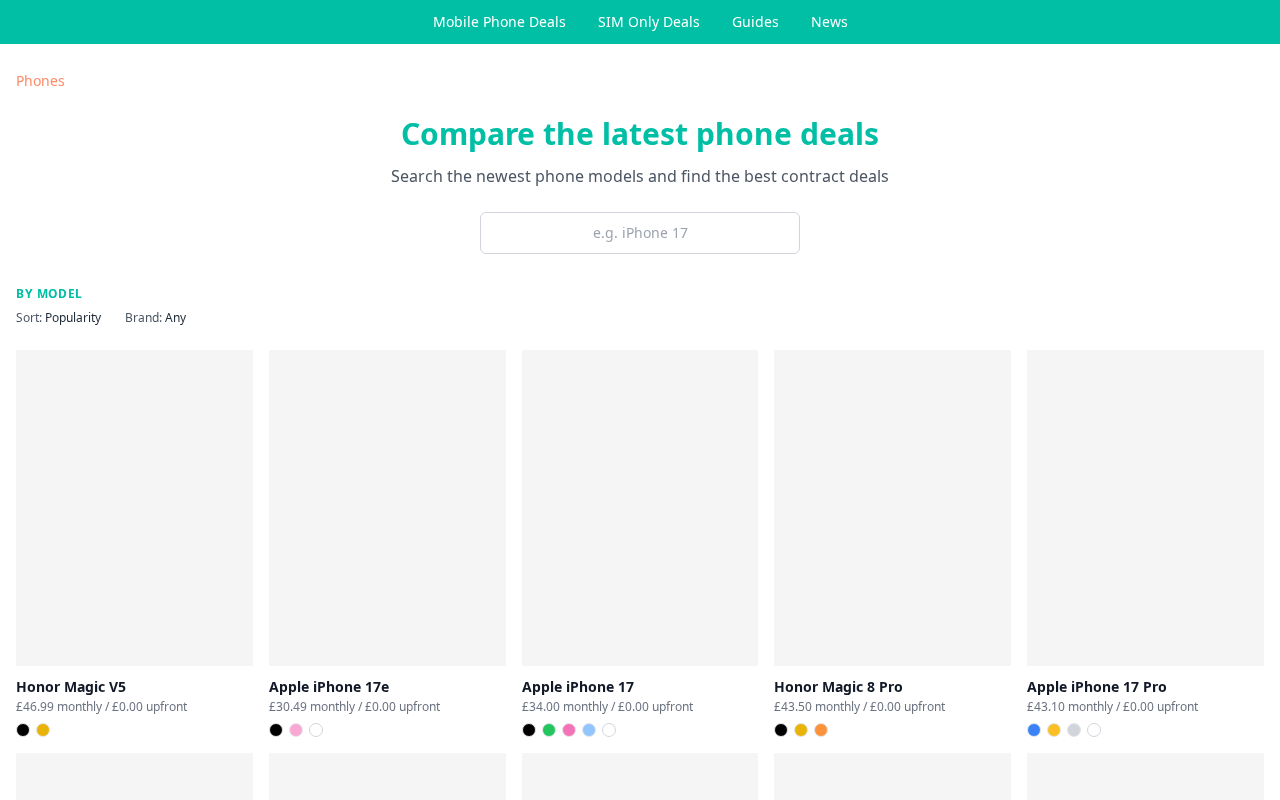 Mobile Phone Deals SIM Only Deals Guides News
Phones
Compare the latest phone deals
Search the newest phone models and find the best contract deals
e.g. iPhone 17
BY MODEL
Sort: Popularity Brand: Any
Honor Magic V5
£46.99 monthly / £0.00 upfront
Apple iPhone 17e
£30.49 monthly / £0.00 upfront
Apple iPhone 17
£34.00 monthly / £0.00 upfront
Honor Magic 8 Pro
£43.50 monthly / £0.00 upfront
Apple iPhone 17 Pro
£43.10 monthly / £0.00 upfront